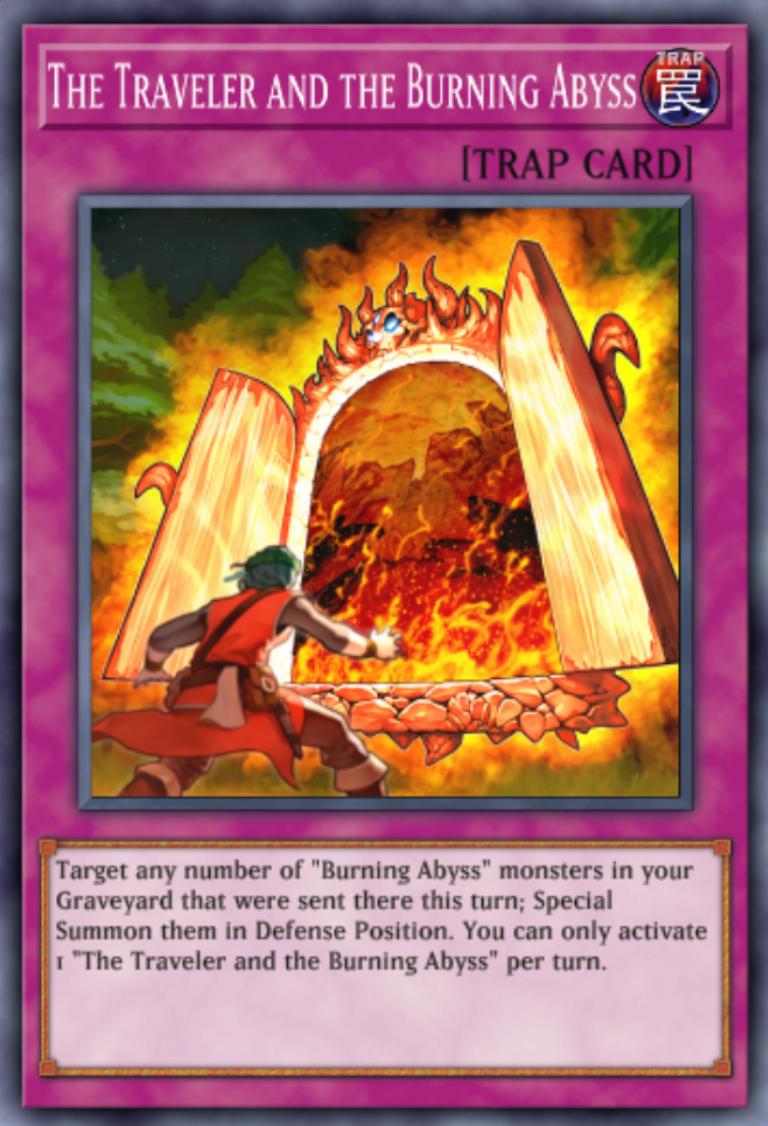 The Traveler and the Burning Abyss
TRAP
罠
[TRAP CARD]
Target any number of "Burning Abyss" monsters in your
Graveyard that were sent there this turn; Special
Summon them in Defense Position. You can only activate
1 "The Traveler and the Burning Abyss" per turn.